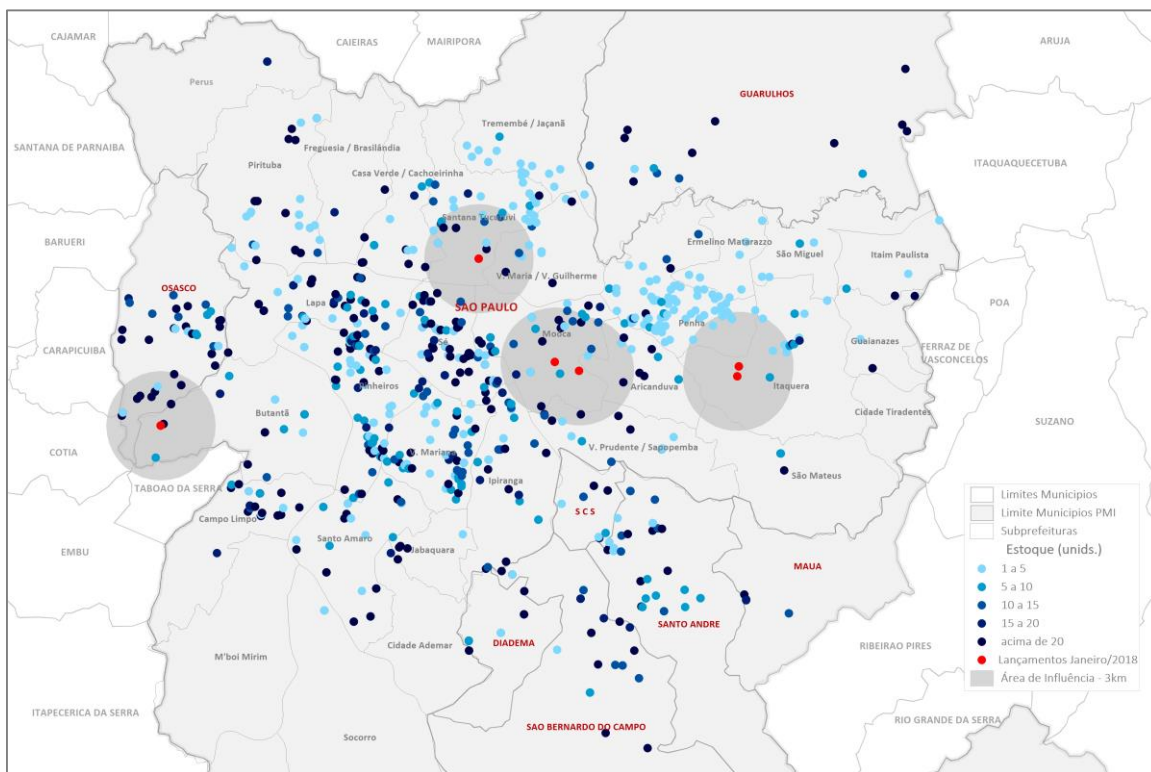 CAJAMAR
CAIEIRAS
MAIRIPORA
ARUJA
Perus
GUARULHOS
Tremembé / Jaçanã
SANTANA DE PARNAIBA
Freguesia / Brasilândia
Pirituba
ITAQUAQUECETUBA
Casa Verde / Cachoeirinha
Santana Tucuruvi
BARUERI
Ermelino Matarazzo
São Miguel
Itaim Paulista
V. Maria / V. Guilherme
OSASCO
Lapa
SAO PAULO
POA
Penha
Mooca
Sé
Guaianazes
FERRAZ DE
VASCONCELOS
CARAPICUIBA
Pinheiros
Aricanduva
Itaquera
Butantã
Cidade Tiradentes
SUZANO
COTIA
V. Mariana
V. Prudente / Sapopemba
São Mateus
TABOAO DA SERRA
Ipiranga
Campo Limpo
S C S
Santo Amaro
Jabaquara
EMBU
MAUA
SANTO ANDRE
Cidade Ademar
DIADEMA
RIBEIRAO PIRES
M'boi Mirim
ITAPECERICA DA SERRA
SAO BERNARDO DO CAMPO
RIO GRANDE DA SERRA
Socorro
Limites Municipios
Limite Municipios PMI
Subprefeituras
Estoque (unids.)
1 a 5
5 a 10
10 a 15
15 a 20
acima de 20
Lançamentos Janeiro/2018
Área de Influência - 3km